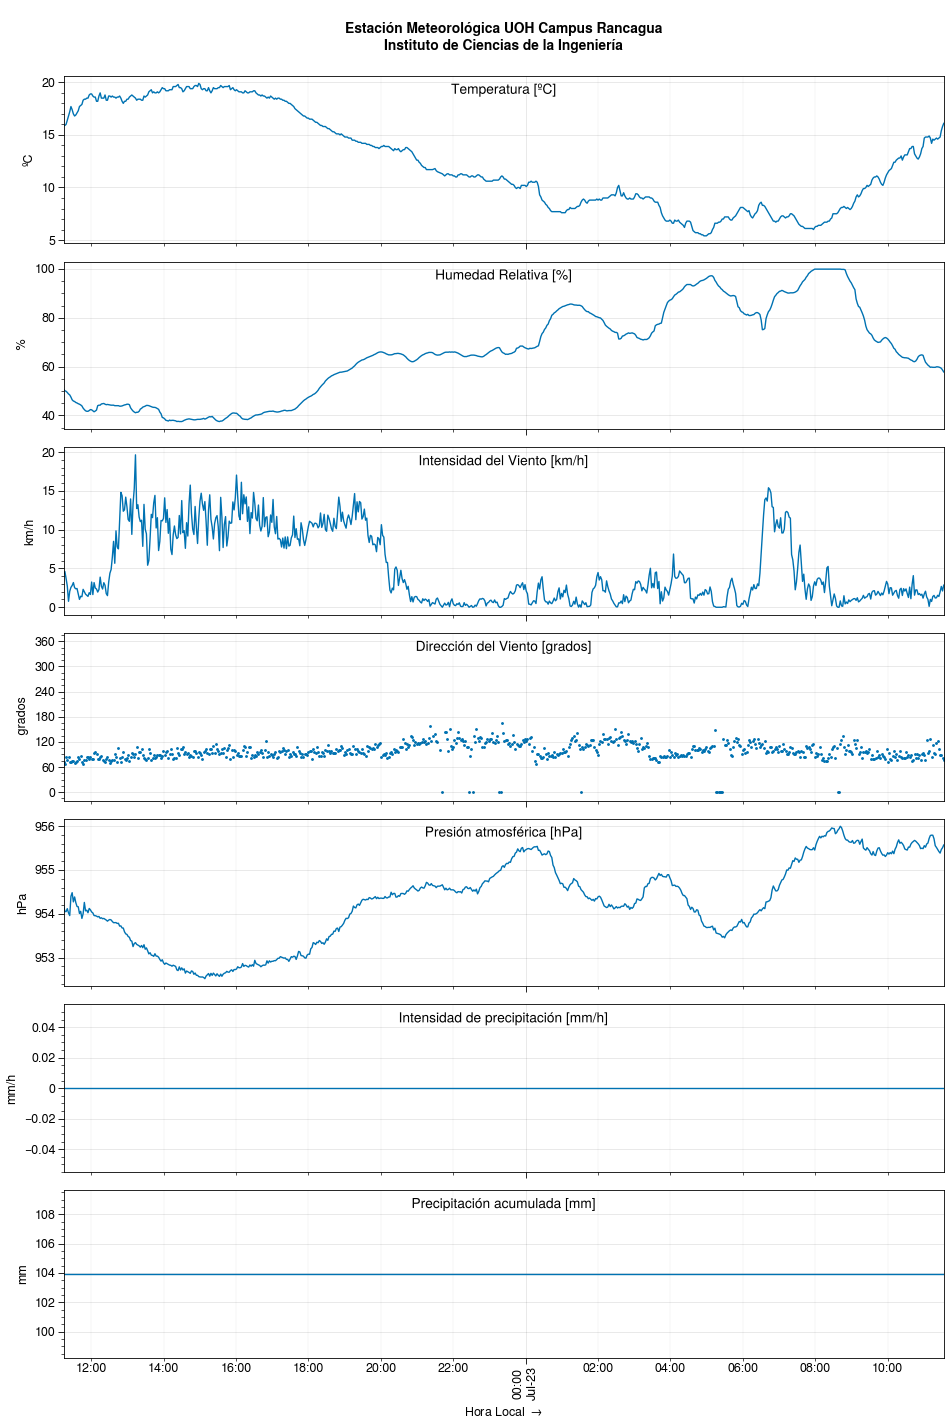 Estación Meteorológica UOH Campus Rancagua
Instituto de Ciencias de la Ingeniería
Temperatura [ºC]
20
15
10
5
ºC
Humedad Relativa [%]
100
80
60
40
%
Intensidad del Viento [km/h]
20
15
10
5
0
km/h
Dirección del Viento [grados]
360
300
240
180
120
60
0
grados
Presión atmosférica [hPa]
956
955
954
953
hPa
Intensidad de precipitación [mm/h]
0.04
0.02
0
−0.02
−0.04
mm/h
Precipitación acumulada [mm]
108
106
104
102
100
mm
12:00 14:00 16:00 18:00 20:00 22:00 00:00 02:00 04:00 06:00 08:00 10:00
Jul-23
Hora Local →